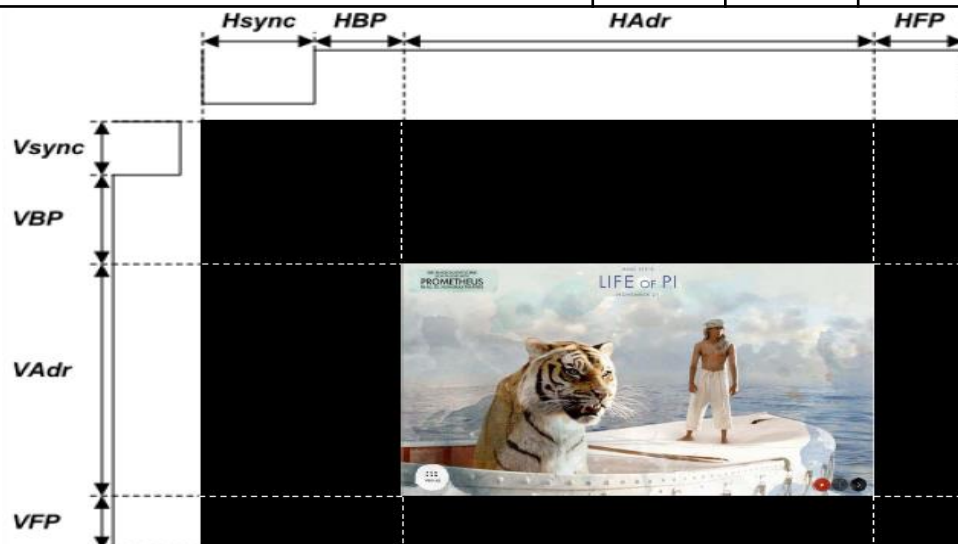 Hsync HBP HAdr HFP
Vsync
VBP
VAdr
VFP
PROMETHEUS
LIFE OF PI